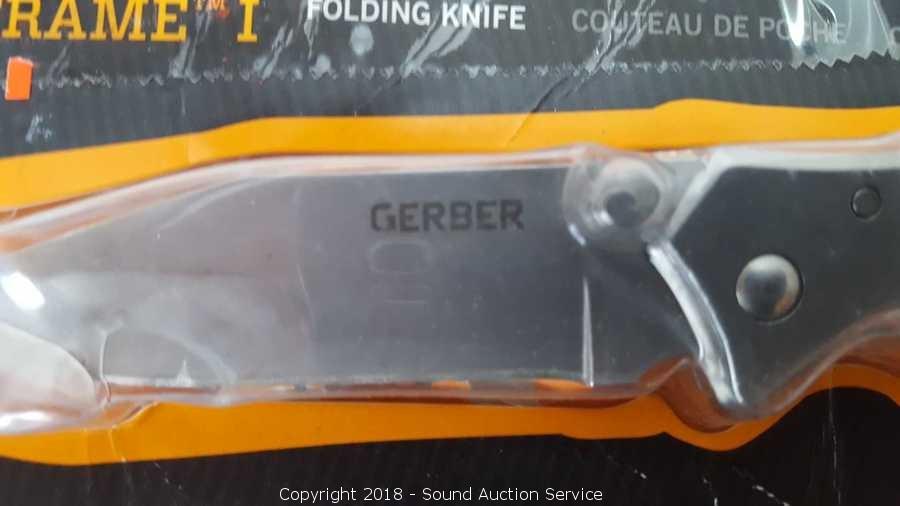 RAME™ I
FOLDING KNIFE
COUTEAU DE POCHE
GERBER
Copyright 2018 - Sound Auction Service